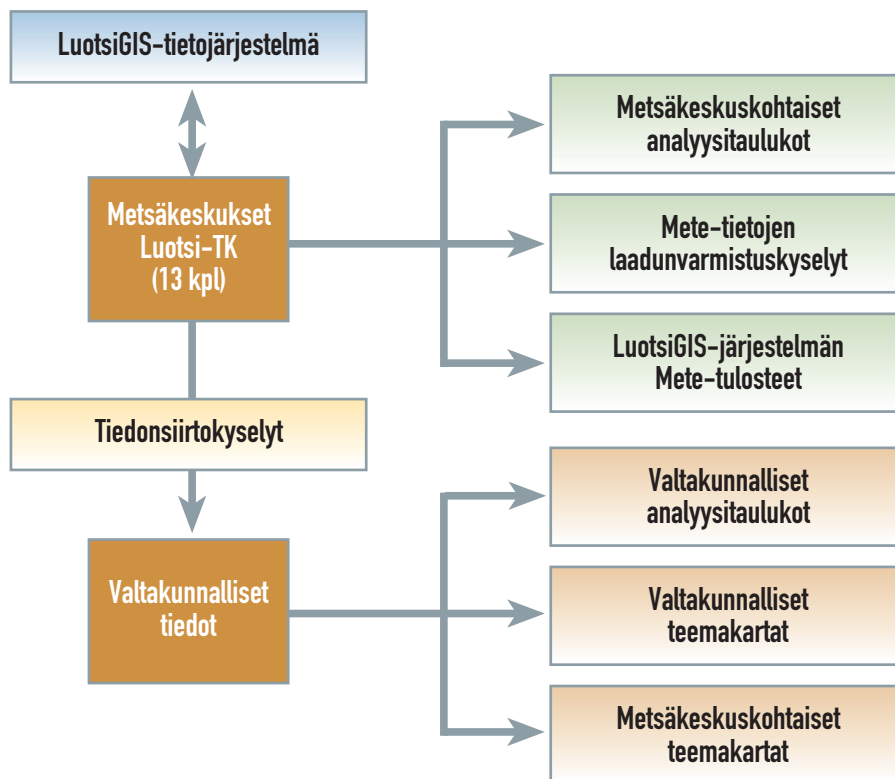 LuotsiGIS-tietojärjestelmä
Metsäkeskukset
Luotsi-TK
(13 kpl)
Tiedonsiirtokyselyt
Valtakunnalliset
tiedot
Metsäkeskuskohtaiset
analyysitaulukot
Mete-tietojen
laadunvarmistuskyselyt
LuotsiGIS-järjestelmän
Mete-tulosteet
Valtakunnalliset
analyysitaulukot
Valtakunnalliset
teemakartat
Metsäkeskuskohtaiset
teemakartat